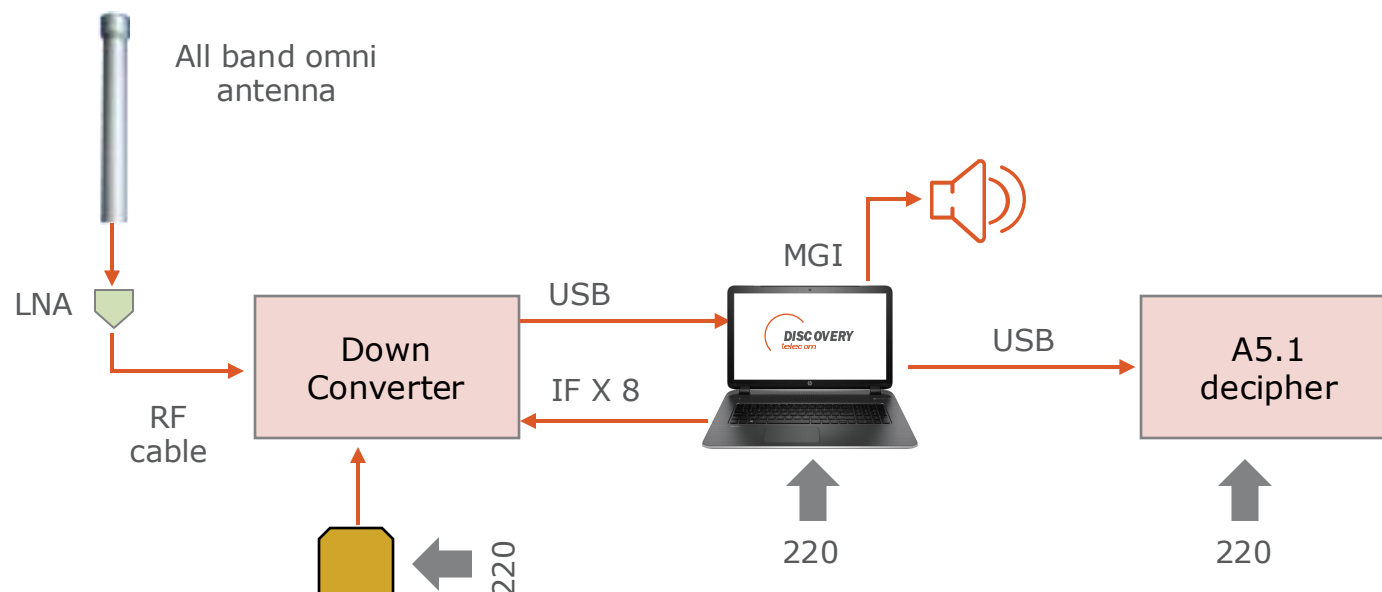 All band omni
antenna
LNA
RF
cable
Down
Converter
USB
IF X 8
MGI
DISCOVERY
telecom
USB
A5.1
decipher
220
220
220